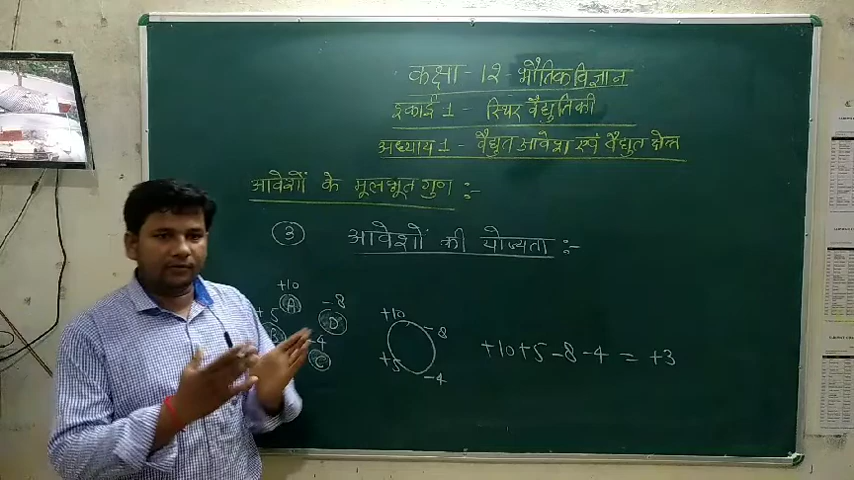 कक्षा - 12 - भौतिक विज्ञान
इकाई 1 - स्थिर वैद्युतिकी
अध्याय 1 - वैद्युत आवेश एवं वैद्युत क्षेत्र
आवेशों के मूलभूत गुण :-
3 आवेशों की योज्यता :-
+10 -8
A D
+5 -4
B C
+10 -8
+5 -4
+10+5-8-4 = +3